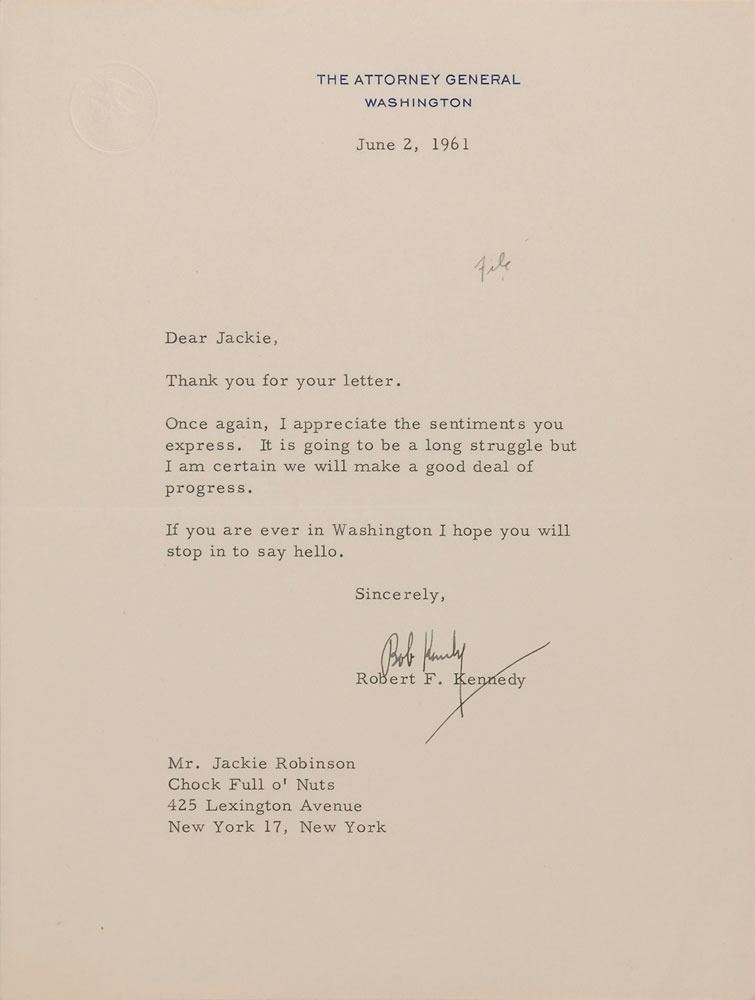 THE ATTORNEY GENERAL
WASHINGTON
June 2, 1961
file
Dear Jackie,
Thank you for your letter.
Once again, I appreciate the sentiments you
express. It is going to be a long struggle but
I am certain we will make a good deal of
progress.
If you are ever in Washington I hope you will
stop in to say hello.
Sincerely,
Bob Kennedy
Robert F. Kennedy
Mr. Jackie Robinson
Chock Full o' Nuts
425 Lexington Avenue
New York 17, New York